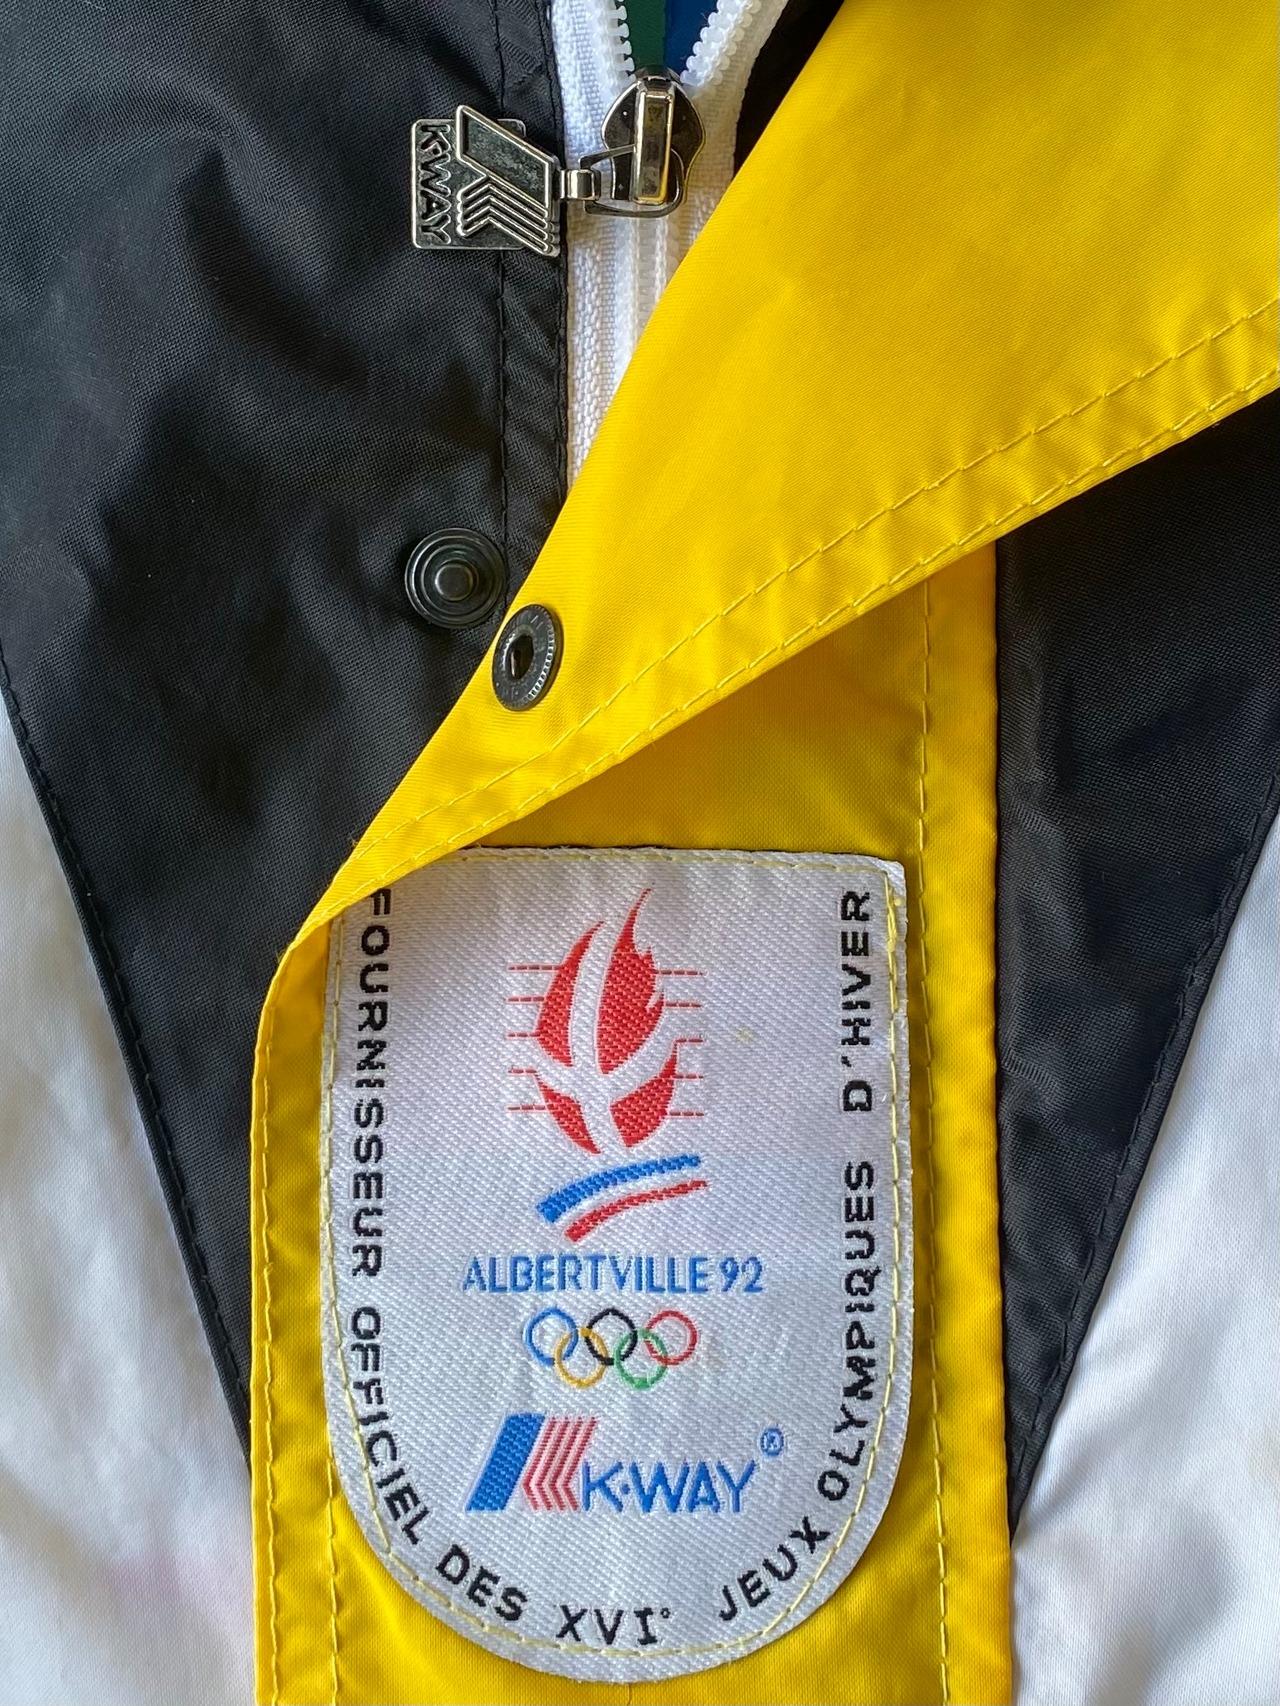 K-WAY
FOURNISSEUR OFFICIEL DES XVI° JEUX OLYMPIQUES D'HIVER
ALBERTVILLE 92
K·WAY®